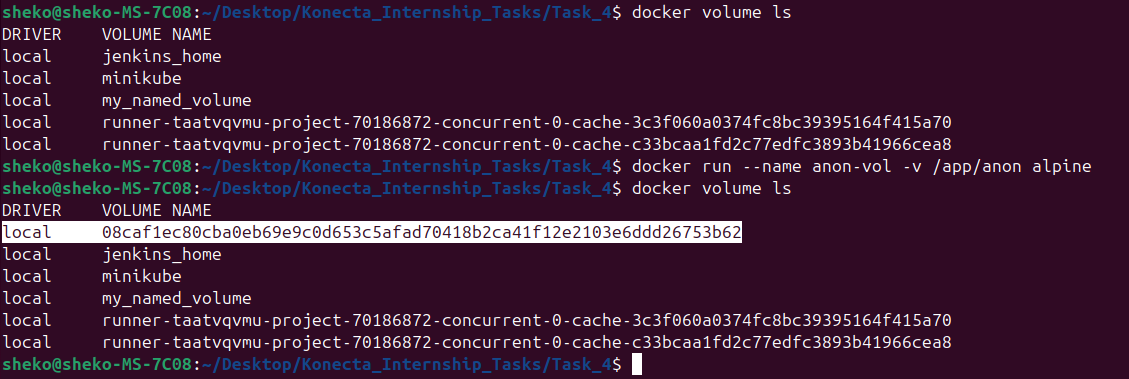 sheko@sheko-MS-7C08:~/Desktop/Konecta_Internship_Tasks/Task_4$ docker volume ls
DRIVER    VOLUME NAME
local     jenkins_home
local     minikube
local     my_named_volume
local     runner-taatvqvmu-project-70186872-concurrent-0-cache-3c3f060a0374fc8bc39395164f415a70
local     runner-taatvqvmu-project-70186872-concurrent-0-cache-c33bcaa1fd2c77edfc3893b41966cea8
sheko@sheko-MS-7C08:~/Desktop/Konecta_Internship_Tasks/Task_4$ docker run --name anon-vol -v /app/anon alpine
sheko@sheko-MS-7C08:~/Desktop/Konecta_Internship_Tasks/Task_4$ docker volume ls
DRIVER    VOLUME NAME
local     08caf1ec80cba0eb69e9c0d653c5afad70418b2ca41f12e2103e6ddd26753b62
local     jenkins_home
local     minikube
local     my_named_volume
local     runner-taatvqvmu-project-70186872-concurrent-0-cache-3c3f060a0374fc8bc39395164f415a70
local     runner-taatvqvmu-project-70186872-concurrent-0-cache-c33bcaa1fd2c77edfc3893b41966cea8
sheko@sheko-MS-7C08:~/Desktop/Konecta_Internship_Tasks/Task_4$